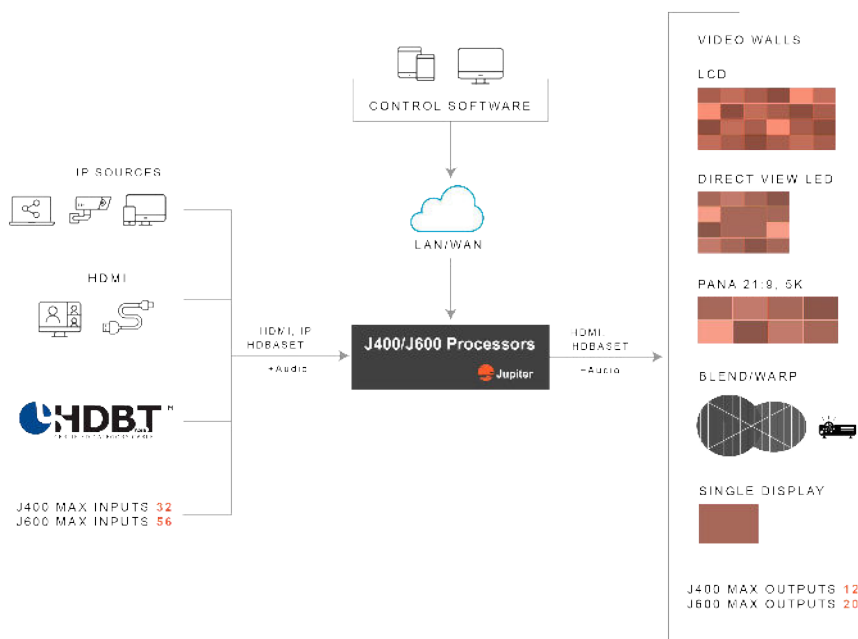 CONTROL SOFTWARE
LAN/WAN
IP SOURCES
HDMI
HDBT
J400 MAX INPUTS 32
J600 MAX INPUTS 56
HDMI, IP
HDBASET
+Audio
J400/J600 Processors
Jupiter
HDMI,
HDBASET
+Audio
VIDEO WALLS
LCD
DIRECT VIEW LED
PANA 21:9, 5K
BLEND/WARP
SINGLE DISPLAY
J400 MAX OUTPUTS 12
J600 MAX OUTPUTS 20